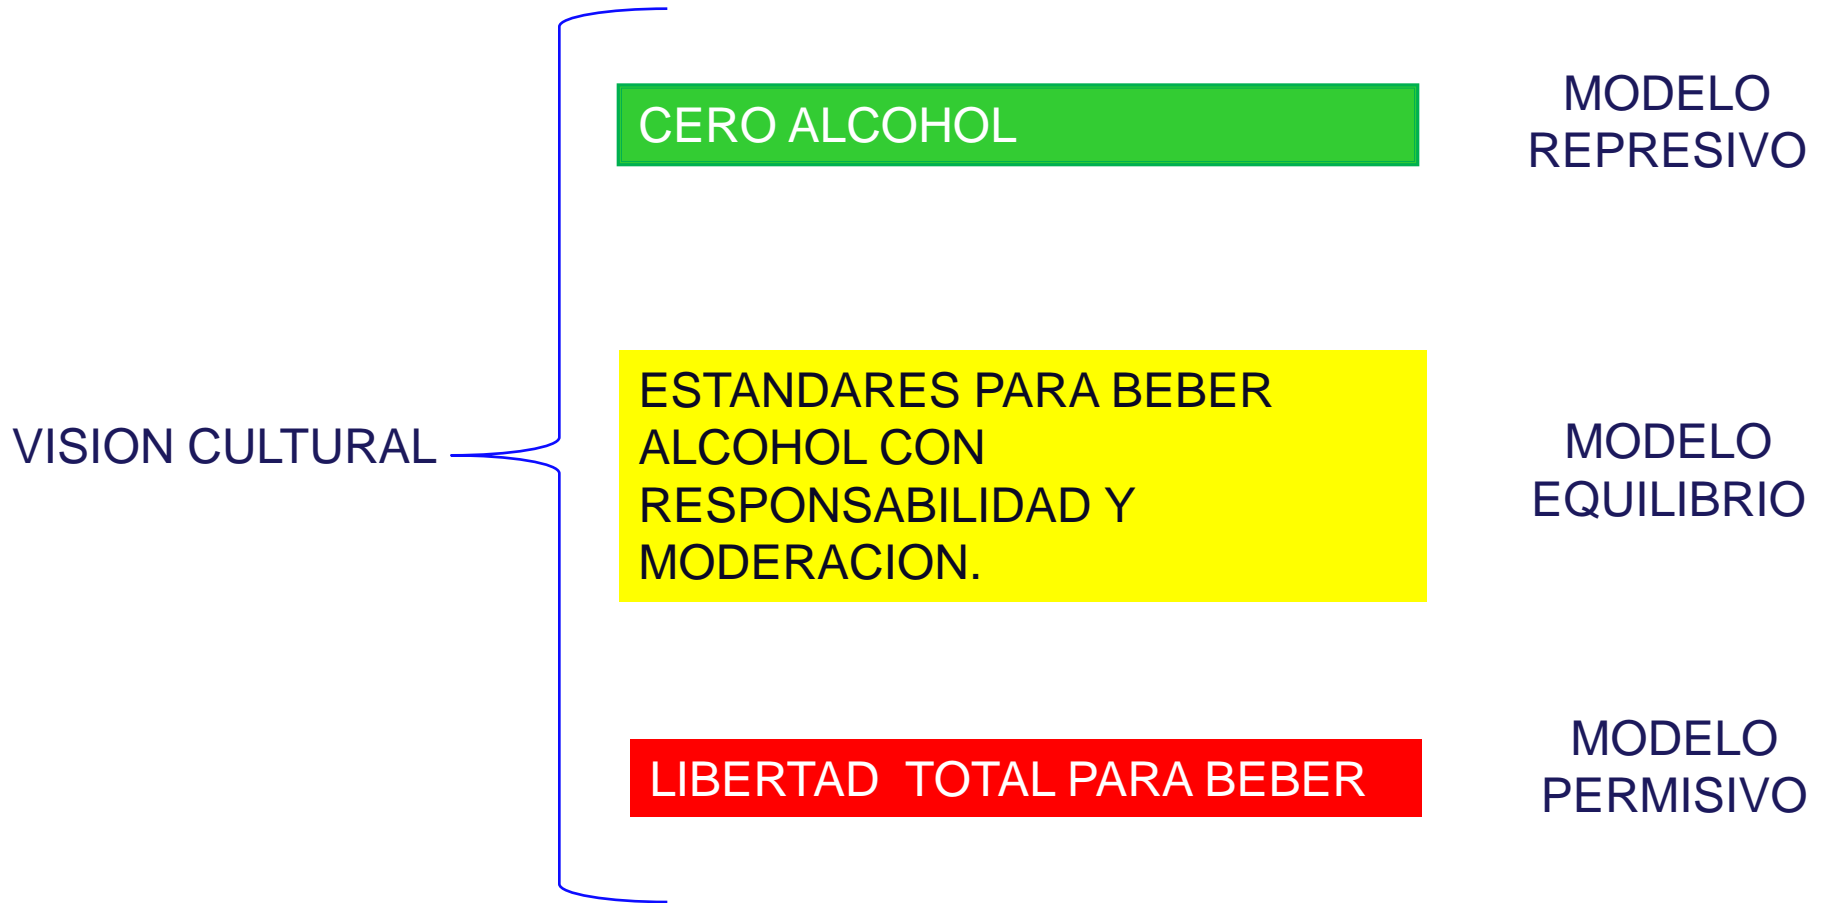 VISION CULTURAL
CERO ALCOHOL
MODELO
REPRESIVO
ESTANDARES PARA BEBER
ALCOHOL CON
RESPONSABILIDAD Y
MODERACION.
MODELO
EQUILIBRIO
LIBERTAD  TOTAL PARA BEBER
MODELO
PERMISIVO